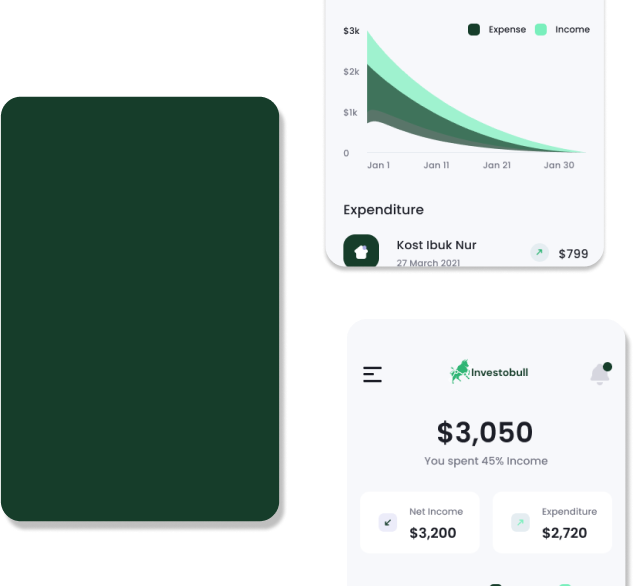 $3k
Expense
Income
$2k
$1k
0
Jan 1
Jan 11
Jan 21
Jan 30
Expenditure
Kost Ibuk Nur
27 March 2021
$799
Investobull
$3,050
You spent 45% Income
Net Income
$3,200
Expenditure
$2,720